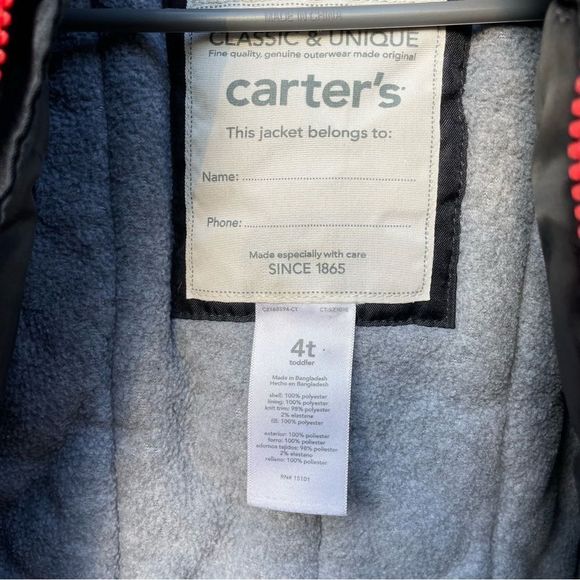 MADE IN CHINA
CLASSIC & UNIQUE
Fine quality, genuine outerwear made original
carter's
This jacket belongs to:
Name:
Phone:
Made especially with care
SINCE 1865
4t
toddler
Made in Bangladesh
Hecho en Bangladesh
shell: 100% polyester
lining: 100% polyester
knit trim: 98% polyester
2% elastane
fill: 100% polyester
exterior: 100% poliester
forro: 100% poliester
adornos tejidos: 98% poliester
2% elastano
relleno: 100% poliester
RN# 15101